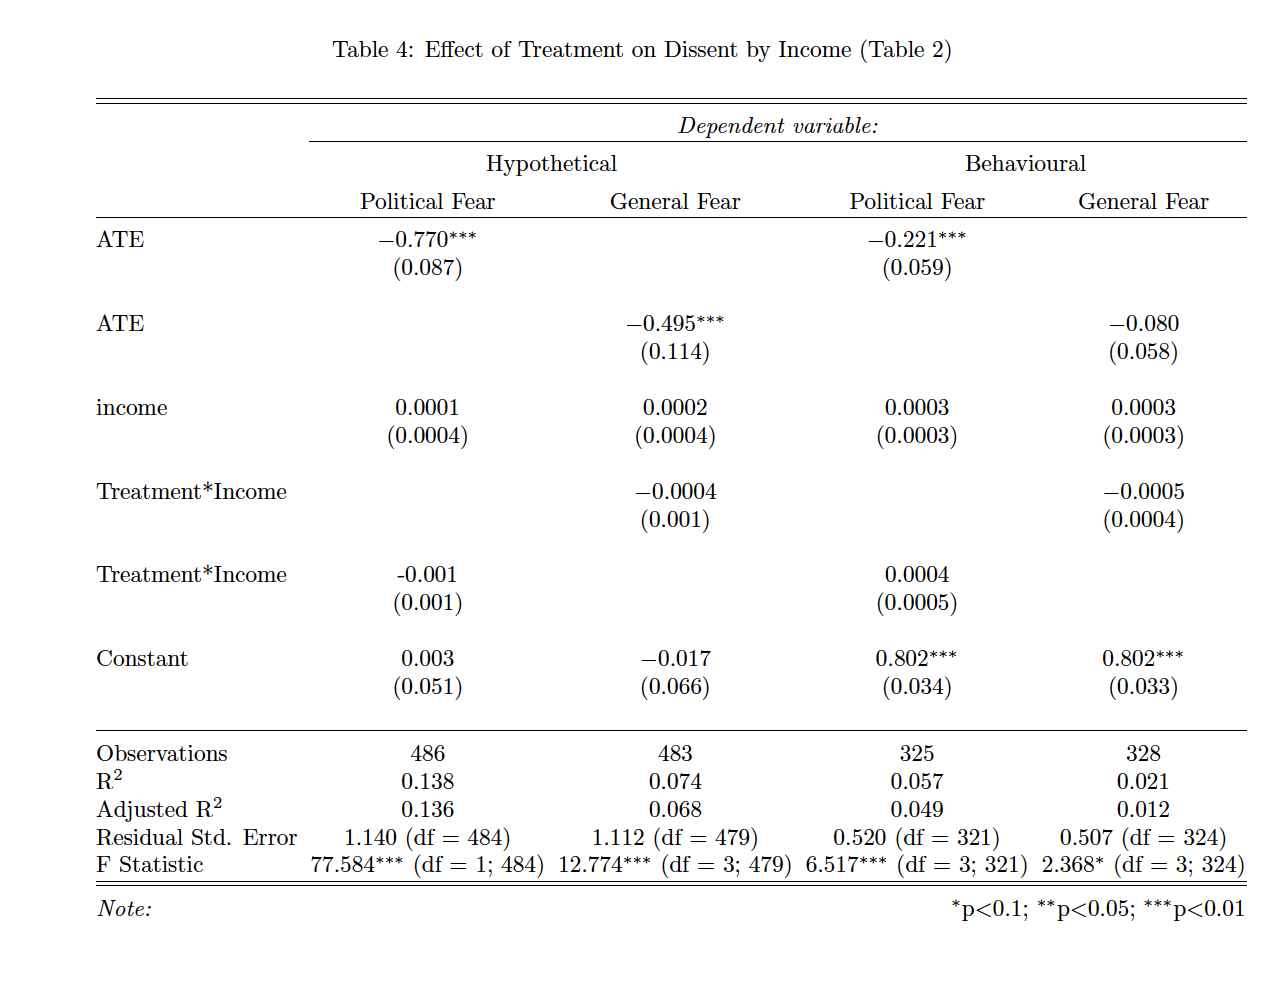 Table 4: Effect of Treatment on Dissent by Income (Table 2)
Dependent variable:
Hypothetical Behavioural
Political Fear General Fear Political Fear General Fear
ATE −0.770*** −0.221***
(0.087) (0.059)
ATE −0.495*** −0.080
(0.114) (0.058)
income 0.0001 0.0002 0.0003 0.0003
(0.0004) (0.0004) (0.0003) (0.0003)
Treatment*Income −0.0004 −0.0005
(0.001) (0.0004)
Treatment*Income -0.001 0.0004
(0.001) (0.0005)
Constant 0.003 −0.017 0.802*** 0.802***
(0.051) (0.066) (0.034) (0.033)
Observations 486 483 325 328
R² 0.138 0.074 0.057 0.021
Adjusted R² 0.136 0.068 0.049 0.012
Residual Std. Error 1.140 (df = 484) 1.112 (df = 479) 0.520 (df = 321) 0.507 (df = 324)
F Statistic 77.584*** (df = 1; 484) 12.774*** (df = 3; 479) 6.517*** (df = 3; 321) 2.368* (df = 3; 324)
Note: *p<0.1; **p<0.05; ***p<0.01